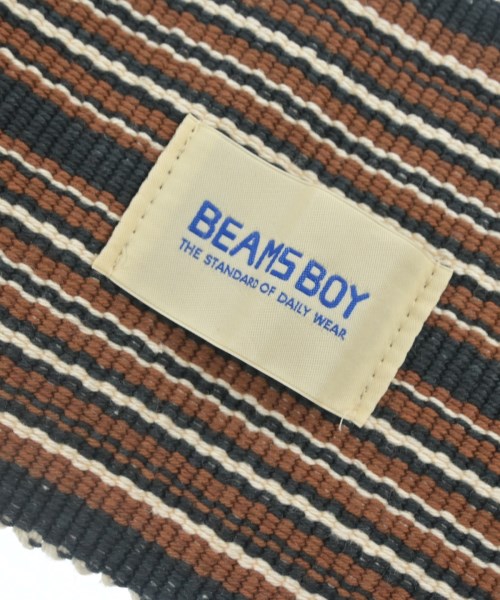 BEAMS BOY
THE STANDARD OF DAILY WEAR